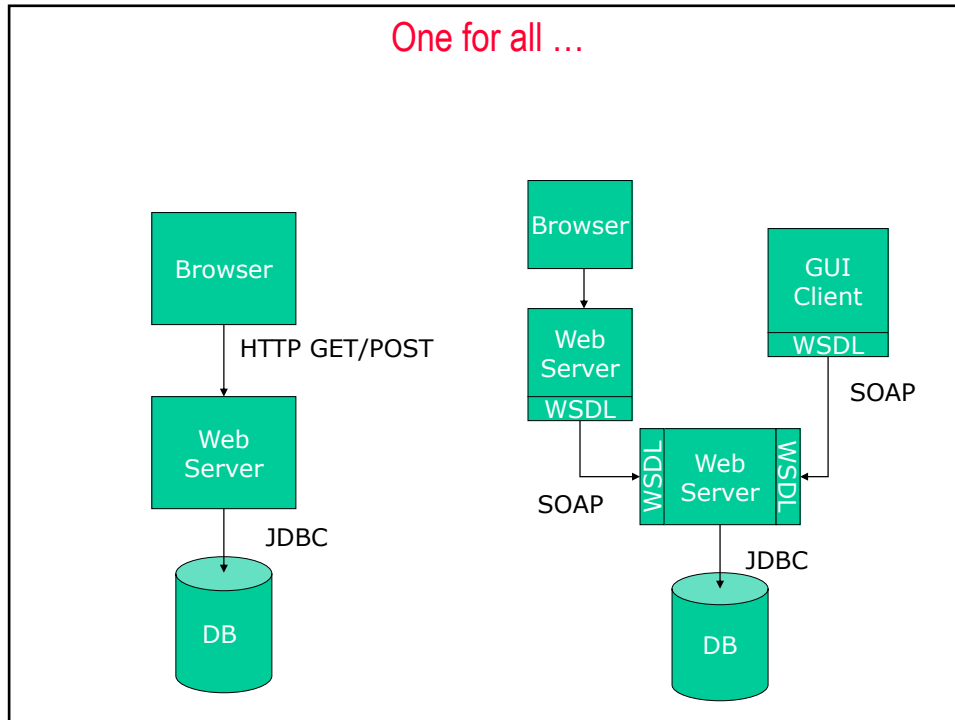 One for all ...
Browser
HTTP GET/POST
Web
Server
JDBC
DB
Browser
Web
Server
WSDL
SOAP
GUI
Client
WSDL
SOAP
WSDL
Web
Server
WSDL
JDBC
DB